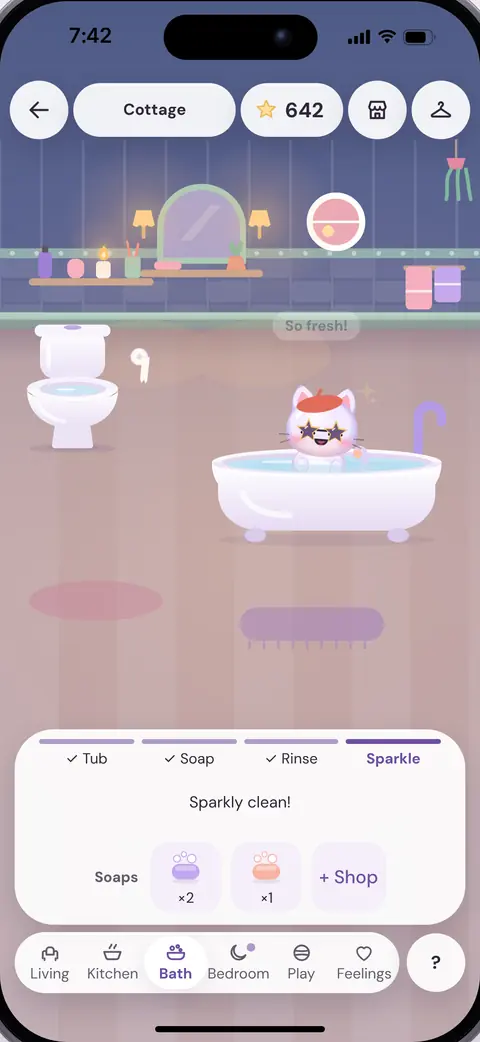 7:42
Cottage
642
So fresh!
✓ Tub
✓ Soap
✓ Rinse
Sparkle
Sparkly clean!
Soaps
×2
×1
+ Shop
Living
Kitchen
Bath
Bedroom
Play
Feelings
?